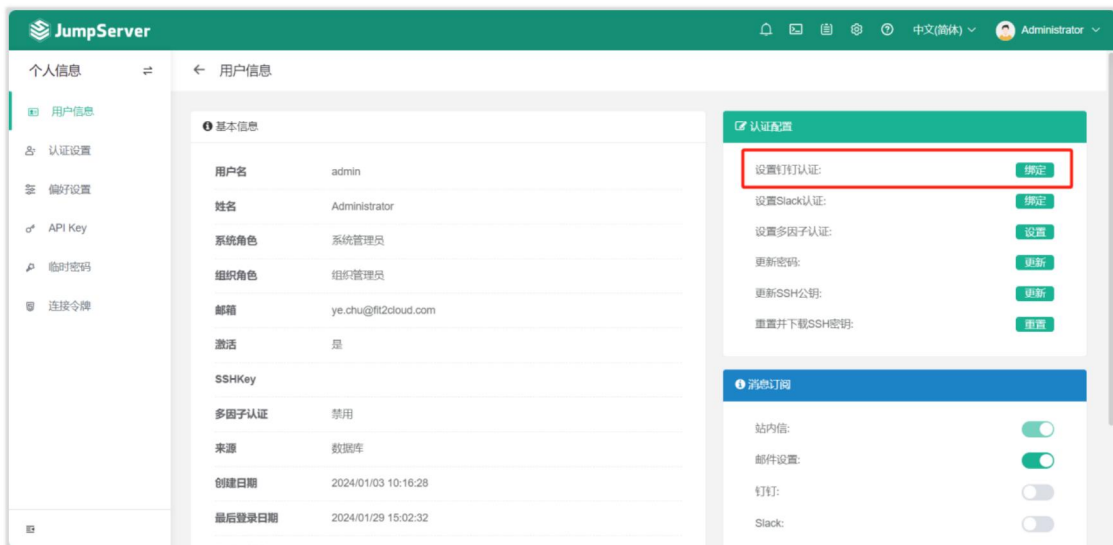 JumpServer
中文(简体)
Administrator
个人信息
用户信息
用户信息
认证设置
偏好设置
API Key
临时密码
连接令牌
基本信息
用户名 admin
姓名 Administrator
系统角色 系统管理员
组织角色 组织管理员
邮箱 ye.chu@fit2cloud.com
激活 是
SSHKey
多因子认证 禁用
来源 数据库
创建日期 2024/01/03 10:16:28
最后登录日期 2024/01/29 15:02:32
认证配置
设置钉钉认证: 绑定
设置Slack认证: 绑定
设置多因子认证: 设置
更新密码: 更新
更新SSH公钥: 更新
重置并下载SSH密钥: 重置
消息订阅
站内信:
邮件设置:
钉钉:
Slack: